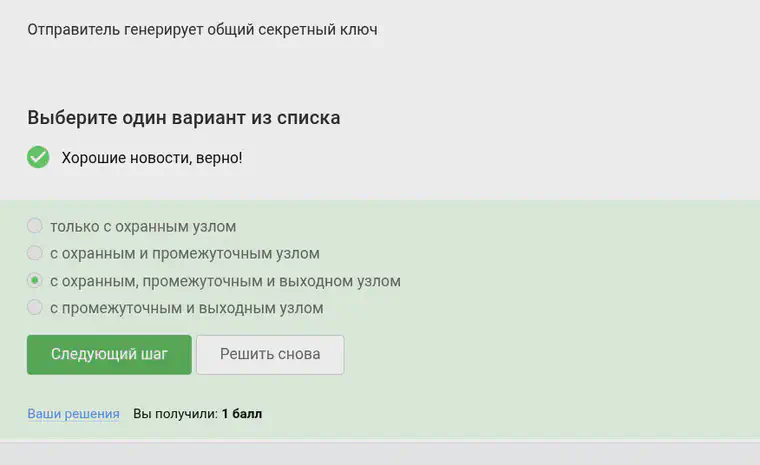 Отправитель генерирует общий секретный ключ
Выберите один вариант из списка
Хорошие новости, верно!
только с охранным узлом
с охранным и промежуточным узлом
с охранным, промежуточным и выходном узлом
с промежуточным и выходным узлом
Следующий шаг Решить снова
Ваши решения Вы получили: 1 балл